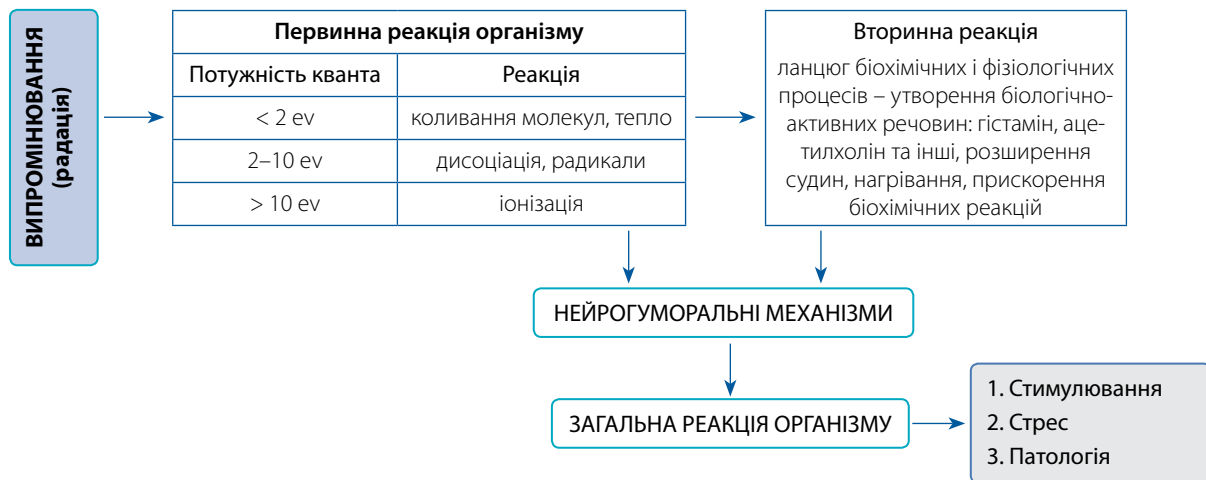 ВИПРОМІНЮВАННЯ
(радація)
Первинна реакція організму
Потужність кванта Реакція
< 2 ev коливання молекул, тепло
2–10 ev дисоціація, радикали
> 10 ev іонізація
Вторинна реакція
ланцюг біохімічних і фізіологічних
процесів – утворення біологічно-
активних речовин: гістамін, аце-
тилхолін та інші, розширення
судин, нагрівання, прискорення
біохімічних реакцій
НЕЙРОГУМОРАЛЬНІ МЕХАНІЗМИ
ЗАГАЛЬНА РЕАКЦІЯ ОРГАНІЗМУ
1. Стимулювання
2. Стрес
3. Патологія